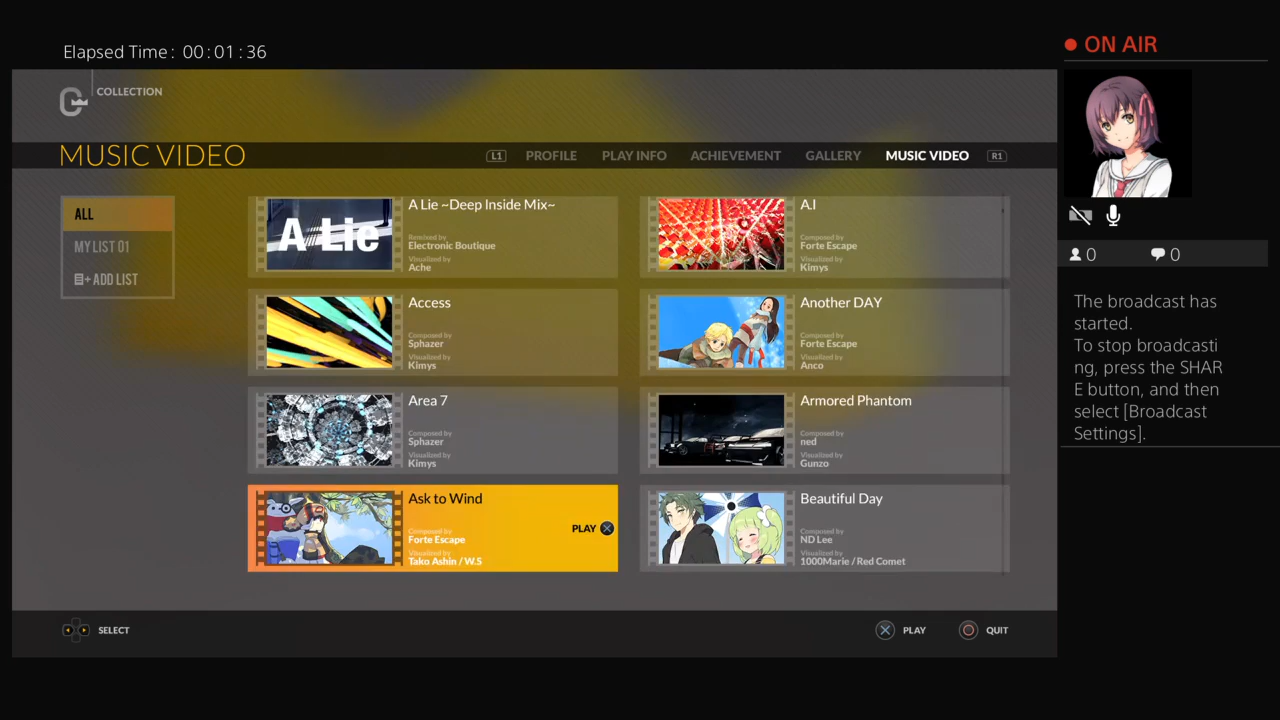 Elapsed Time: 00:01:36
ON AIR
COLLECTION
MUSIC VIDEO
L1 PROFILE PLAY INFO ACHIEVEMENT GALLERY MUSIC VIDEO R1
ALL
MY LIST 01
+ ADD LIST
A Lie
A Lie ~Deep Inside Mix~
Remixed by
Electronic Boutique
Visualized by
Ache
A.I
Composed by
Forte Escape
Visualized by
Kimys
Access
Composed by
Sphazer
Visualized by
Kimys
Another DAY
Composed by
Forte Escape
Visualized by
Anco
Area 7
Composed by
Sphazer
Visualized by
Kimys
Armored Phantom
Composed by
ned
Visualized by
Gunzo
Ask to Wind
Composed by
Forte Escape
Visualized by
Tako Ashin / W.S
PLAY
Beautiful Day
Composed by
ND Lee
Visualized by
1000Marie / Red Comet
SELECT
PLAY
QUIT
0 0
The broadcast has
started.
To stop broadcasti
ng, press the SHAR
E button, and then
select [Broadcast
Settings].